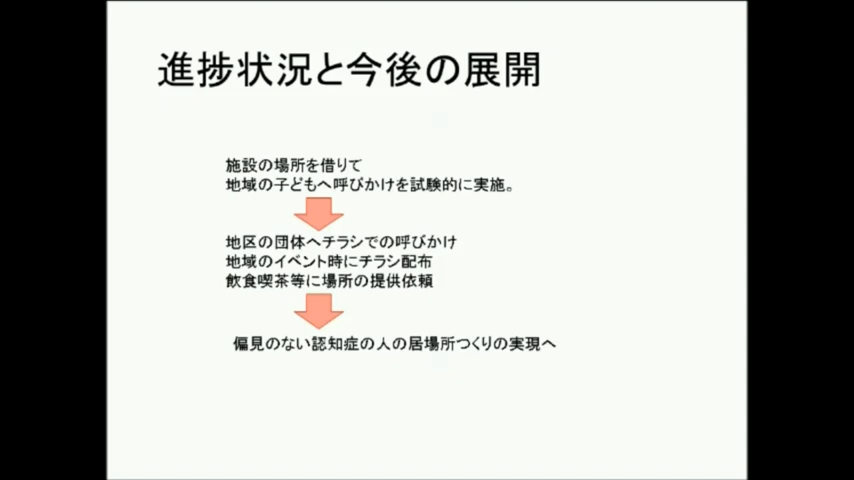 進捗状況と今後の展開
施設の場所を借りて
地域の子どもへ呼びかけを試験的に実施。
地区の団体へチラシでの呼びかけ
地域のイベント時にチラシ配布
飲食喫茶等に場所の提供依頼
偏見のない認知症の人の居場所つくりの実現へ